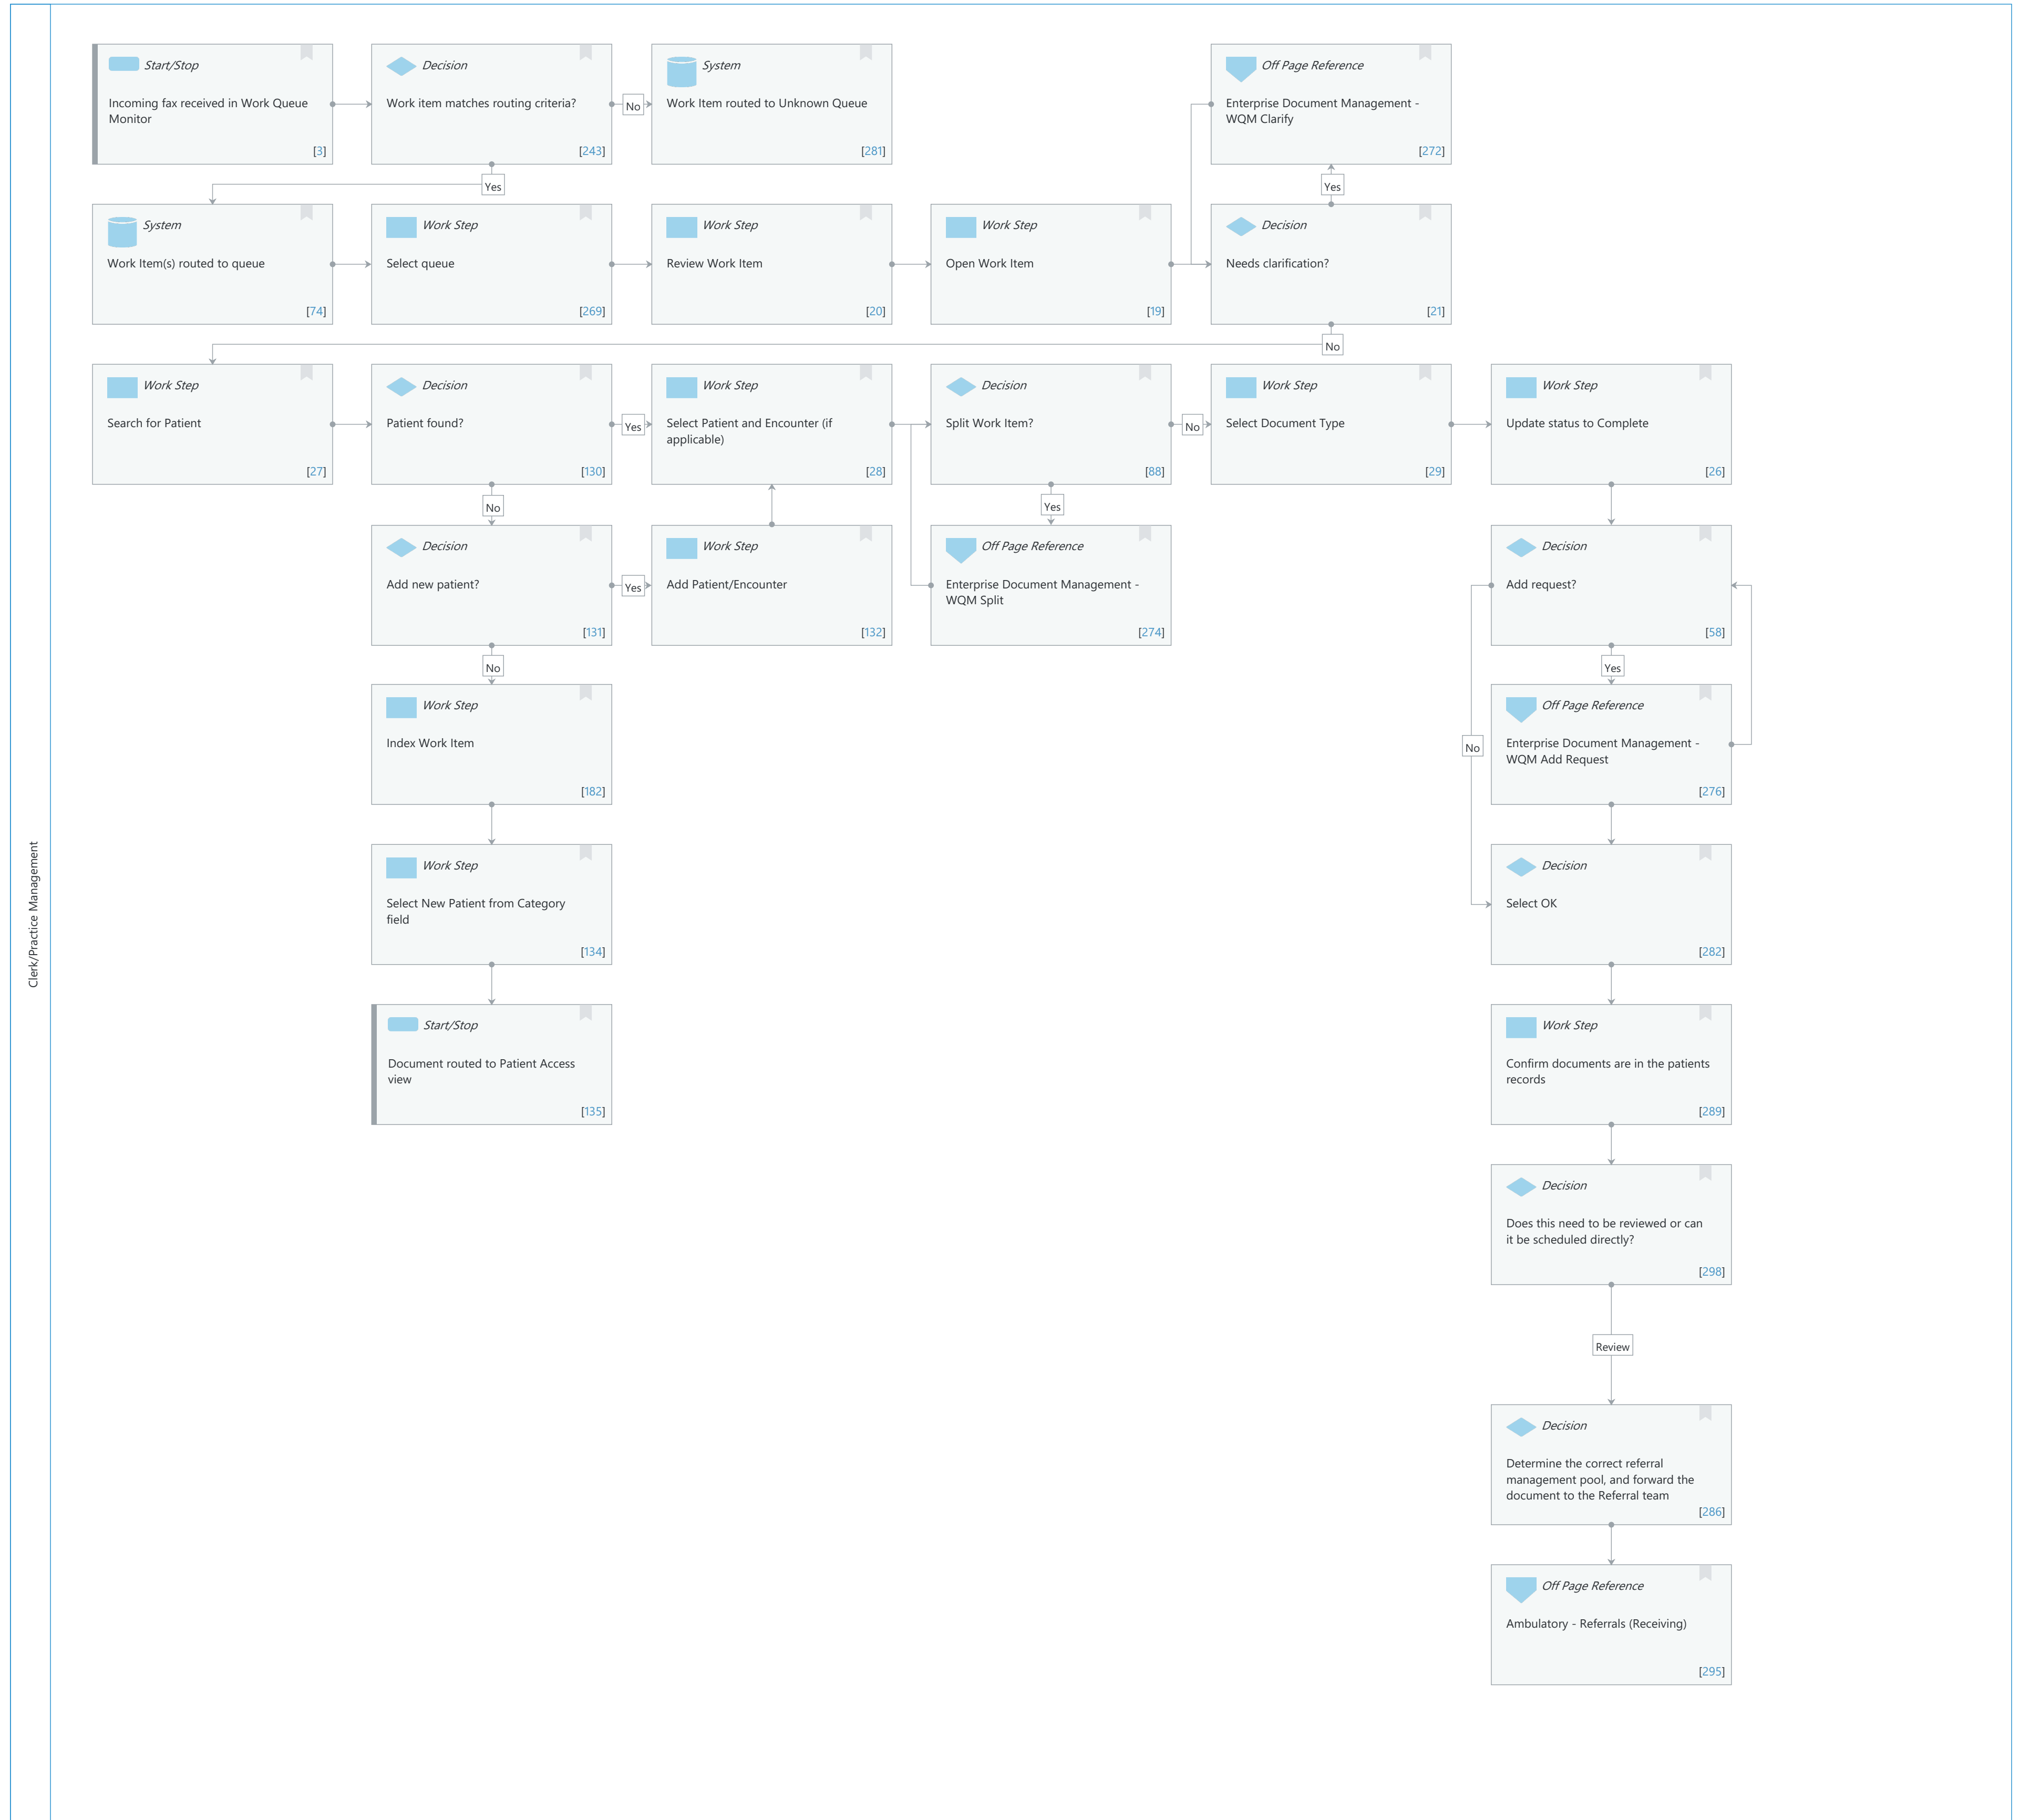 Clerk/Practice Management
Start/Stop
Incoming fax received in Work Queue
Monitor
[3]
Decision
Work item matches routing criteria?
[243]
No
System
Work Item routed to Unknown Queue
[281]
Off Page Reference
Enterprise Document Management -
WQM Clarify
[272]
Yes
Yes
System
Work Item(s) routed to queue
[74]
Work Step
Select queue
[269]
Work Step
Review Work Item
[20]
Work Step
Open Work Item
[19]
Decision
Needs clarification?
[21]
No
Work Step
Search for Patient
[27]
Decision
Patient found?
[130]
Yes
Work Step
Select Patient and Encounter (if
applicable)
[28]
Decision
Split Work Item?
[88]
No
Work Step
Select Document Type
[29]
Work Step
Update status to Complete
[26]
No
Yes
Decision
Add new patient?
[131]
Yes
Work Step
Add Patient/Encounter
[132]
Off Page Reference
Enterprise Document Management -
WQM Split
[274]
Decision
Add request?
[58]
No
Yes
Work Step
Index Work Item
[182]
No
Off Page Reference
Enterprise Document Management -
WQM Add Request
[276]
Work Step
Select New Patient from Category
field
[134]
Decision
Select OK
[282]
Start/Stop
Document routed to Patient Access
view
[135]
Work Step
Confirm documents are in the patients
records
[289]
Decision
Does this need to be reviewed or can
it be scheduled directly?
[298]
Review
Decision
Determine the correct referral
management pool, and forward the
document to the Referral team
[286]
Off Page Reference
Ambulatory - Referrals (Receiving)
[295]